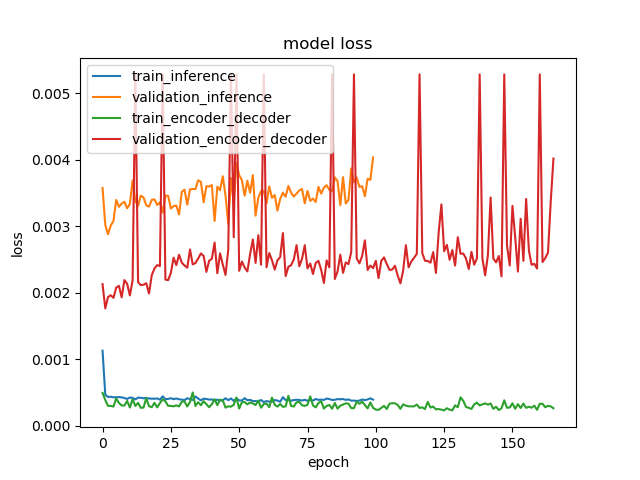 model loss
train_inference
validation_inference
train_encoder_decoder
validation_encoder_decoder
loss
0.005
0.004
0.003
0.002
0.001
0.000
0 25 50 75 100 125 150
epoch